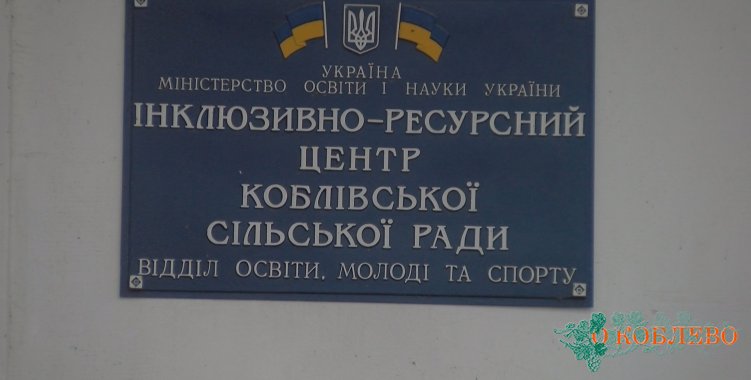 УКРАЇНА
МІНІСТЕРСТВО ОСВІТИ І НАУКИ УКРАЇНИ
ІНКЛЮЗИВНО-РЕСУРСНИЙ
ЦЕНТР
КОБЛІВСЬКОЇ
СІЛЬСЬКОЇ РАДИ
ВІДДІЛ ОСВІТИ, МОЛОДІ ТА СПОРТУ
О КОБЛЕВО